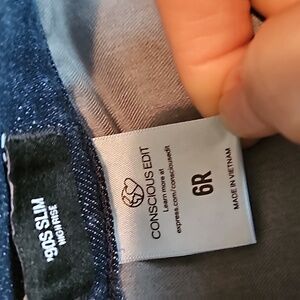 '90S SLIM
HIGH RISE
CONSCIOUS EDIT
Learn more at
express.com/consciousedit
6R
MADE IN VIETNAM